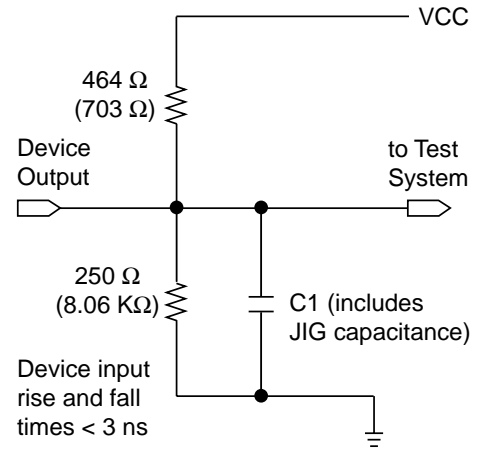 VCC
464 Ω
(703 Ω)
Device
Output
to Test
System
250 Ω
(8.06 KΩ)
C1 (includes
JIG capacitance)
Device input
rise and fall
times < 3 ns